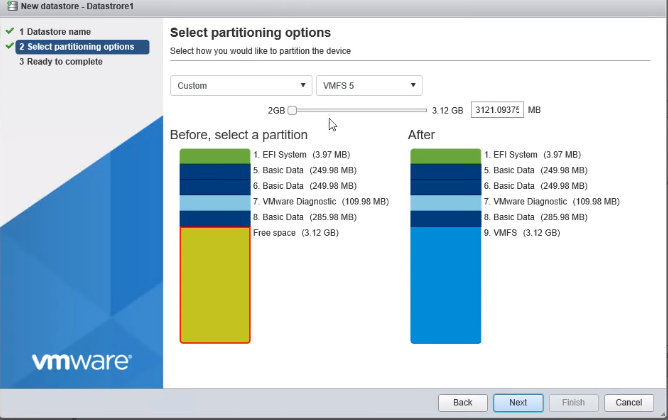 New datastore - Datastrore1
1 Datastore name
2 Select partitioning options
3 Ready to complete
Select partitioning options
Select how you would like to partition the device
Custom
VMFS 5
2GB
3.12 GB
3121.09375
MB
Before, select a partition
1. EFI System (3.97 MB)
5. Basic Data (249.98 MB)
6. Basic Data (249.98 MB)
7. VMware Diagnostic (109.98 MB)
8. Basic Data (285.98 MB)
Free space (3.12 GB)
After
1. EFI System (3.97 MB)
5. Basic Data (249.98 MB)
6. Basic Data (249.98 MB)
7. VMware Diagnostic (109.98 MB)
8. Basic Data (285.98 MB)
9. VMFS (3.12 GB)
vmware®
Back
Next
Finish
Cancel